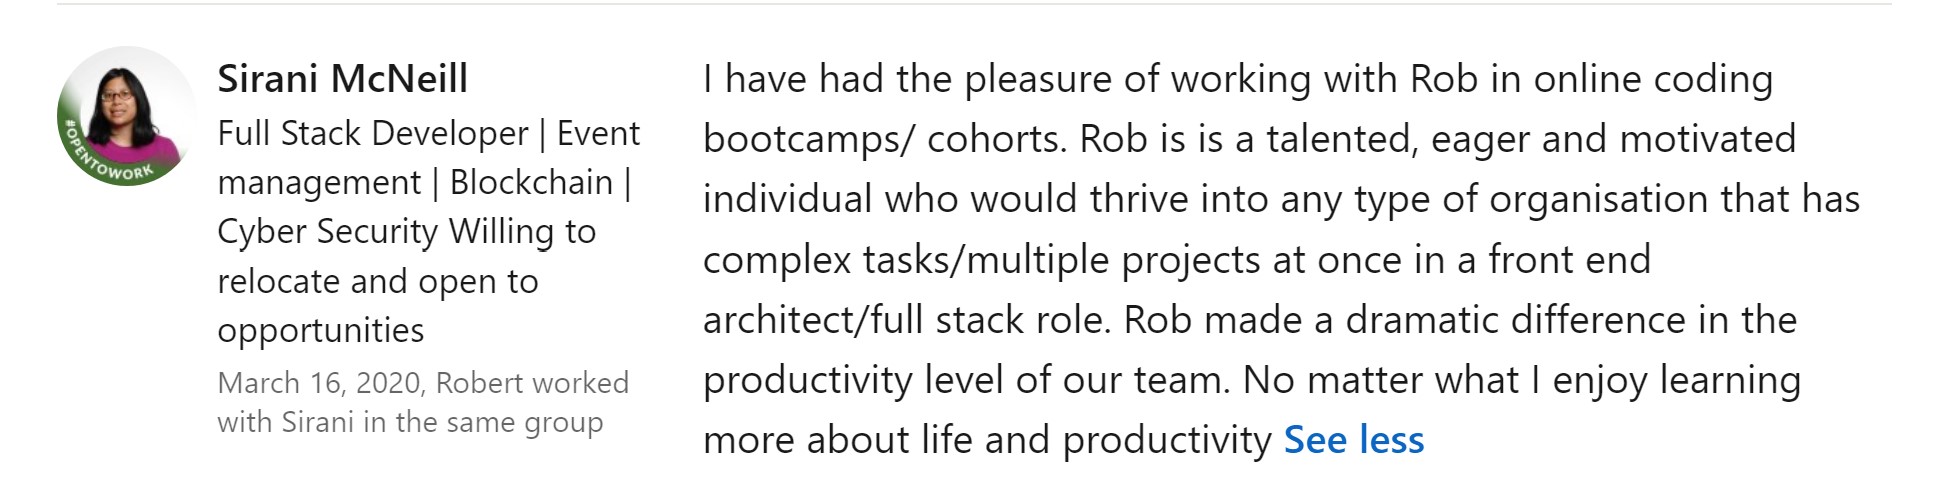 Sirani McNeill
Full Stack Developer | Event
management | Blockchain |
Cyber Security Willing to
relocate and open to
opportunities
March 16, 2020, Robert worked
with Sirani in the same group
#OPENTOWORK
I have had the pleasure of working with Rob in online coding
bootcamps/ cohorts. Rob is is a talented, eager and motivated
individual who would thrive into any type of organisation that has
complex tasks/multiple projects at once in a front end
architect/full stack role. Rob made a dramatic difference in the
productivity level of our team. No matter what I enjoy learning
more about life and productivity See less